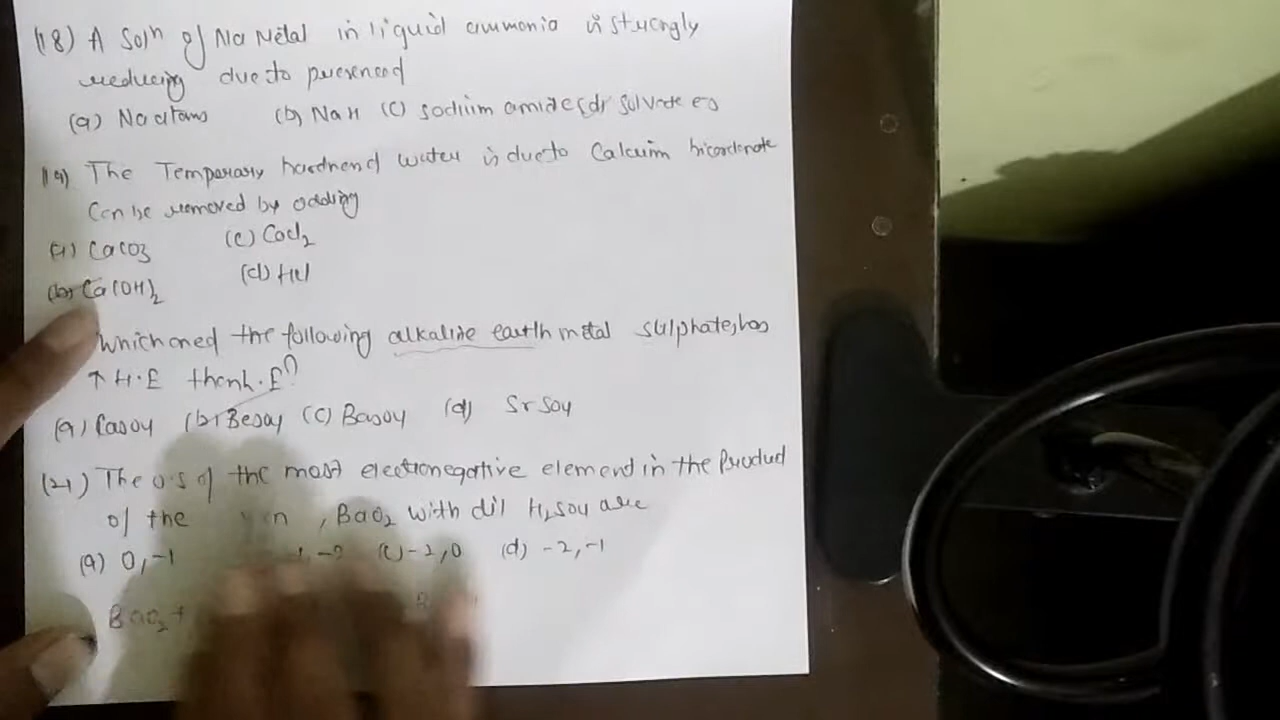 (18) A Solⁿ of Na Metal in liquid ammonia is strongly
reducing due to presence of
(a) Na atoms (b) NaH (C) sodium amide (d) solvate es
(19) The Temporary hardness of water is due to Calcium bicarbonate
Can be removed by adding
(a) CaCO3 (c) CaCl2
(b) Ca(OH)2 (d) HCl
which one of the following alkaline earth metal sulphates, has
↑ H.E than L.E?
(a) CaSO4 (b) BeSO4 (c) BaSO4 (d) SrSO4
(21) The O.S of the most electronegative element in the Product
of the rxn, BaO2 with dil H2SO4 are
(a) 0, -1 (c) -2, 0 (d) -2, -1
BaO2 +